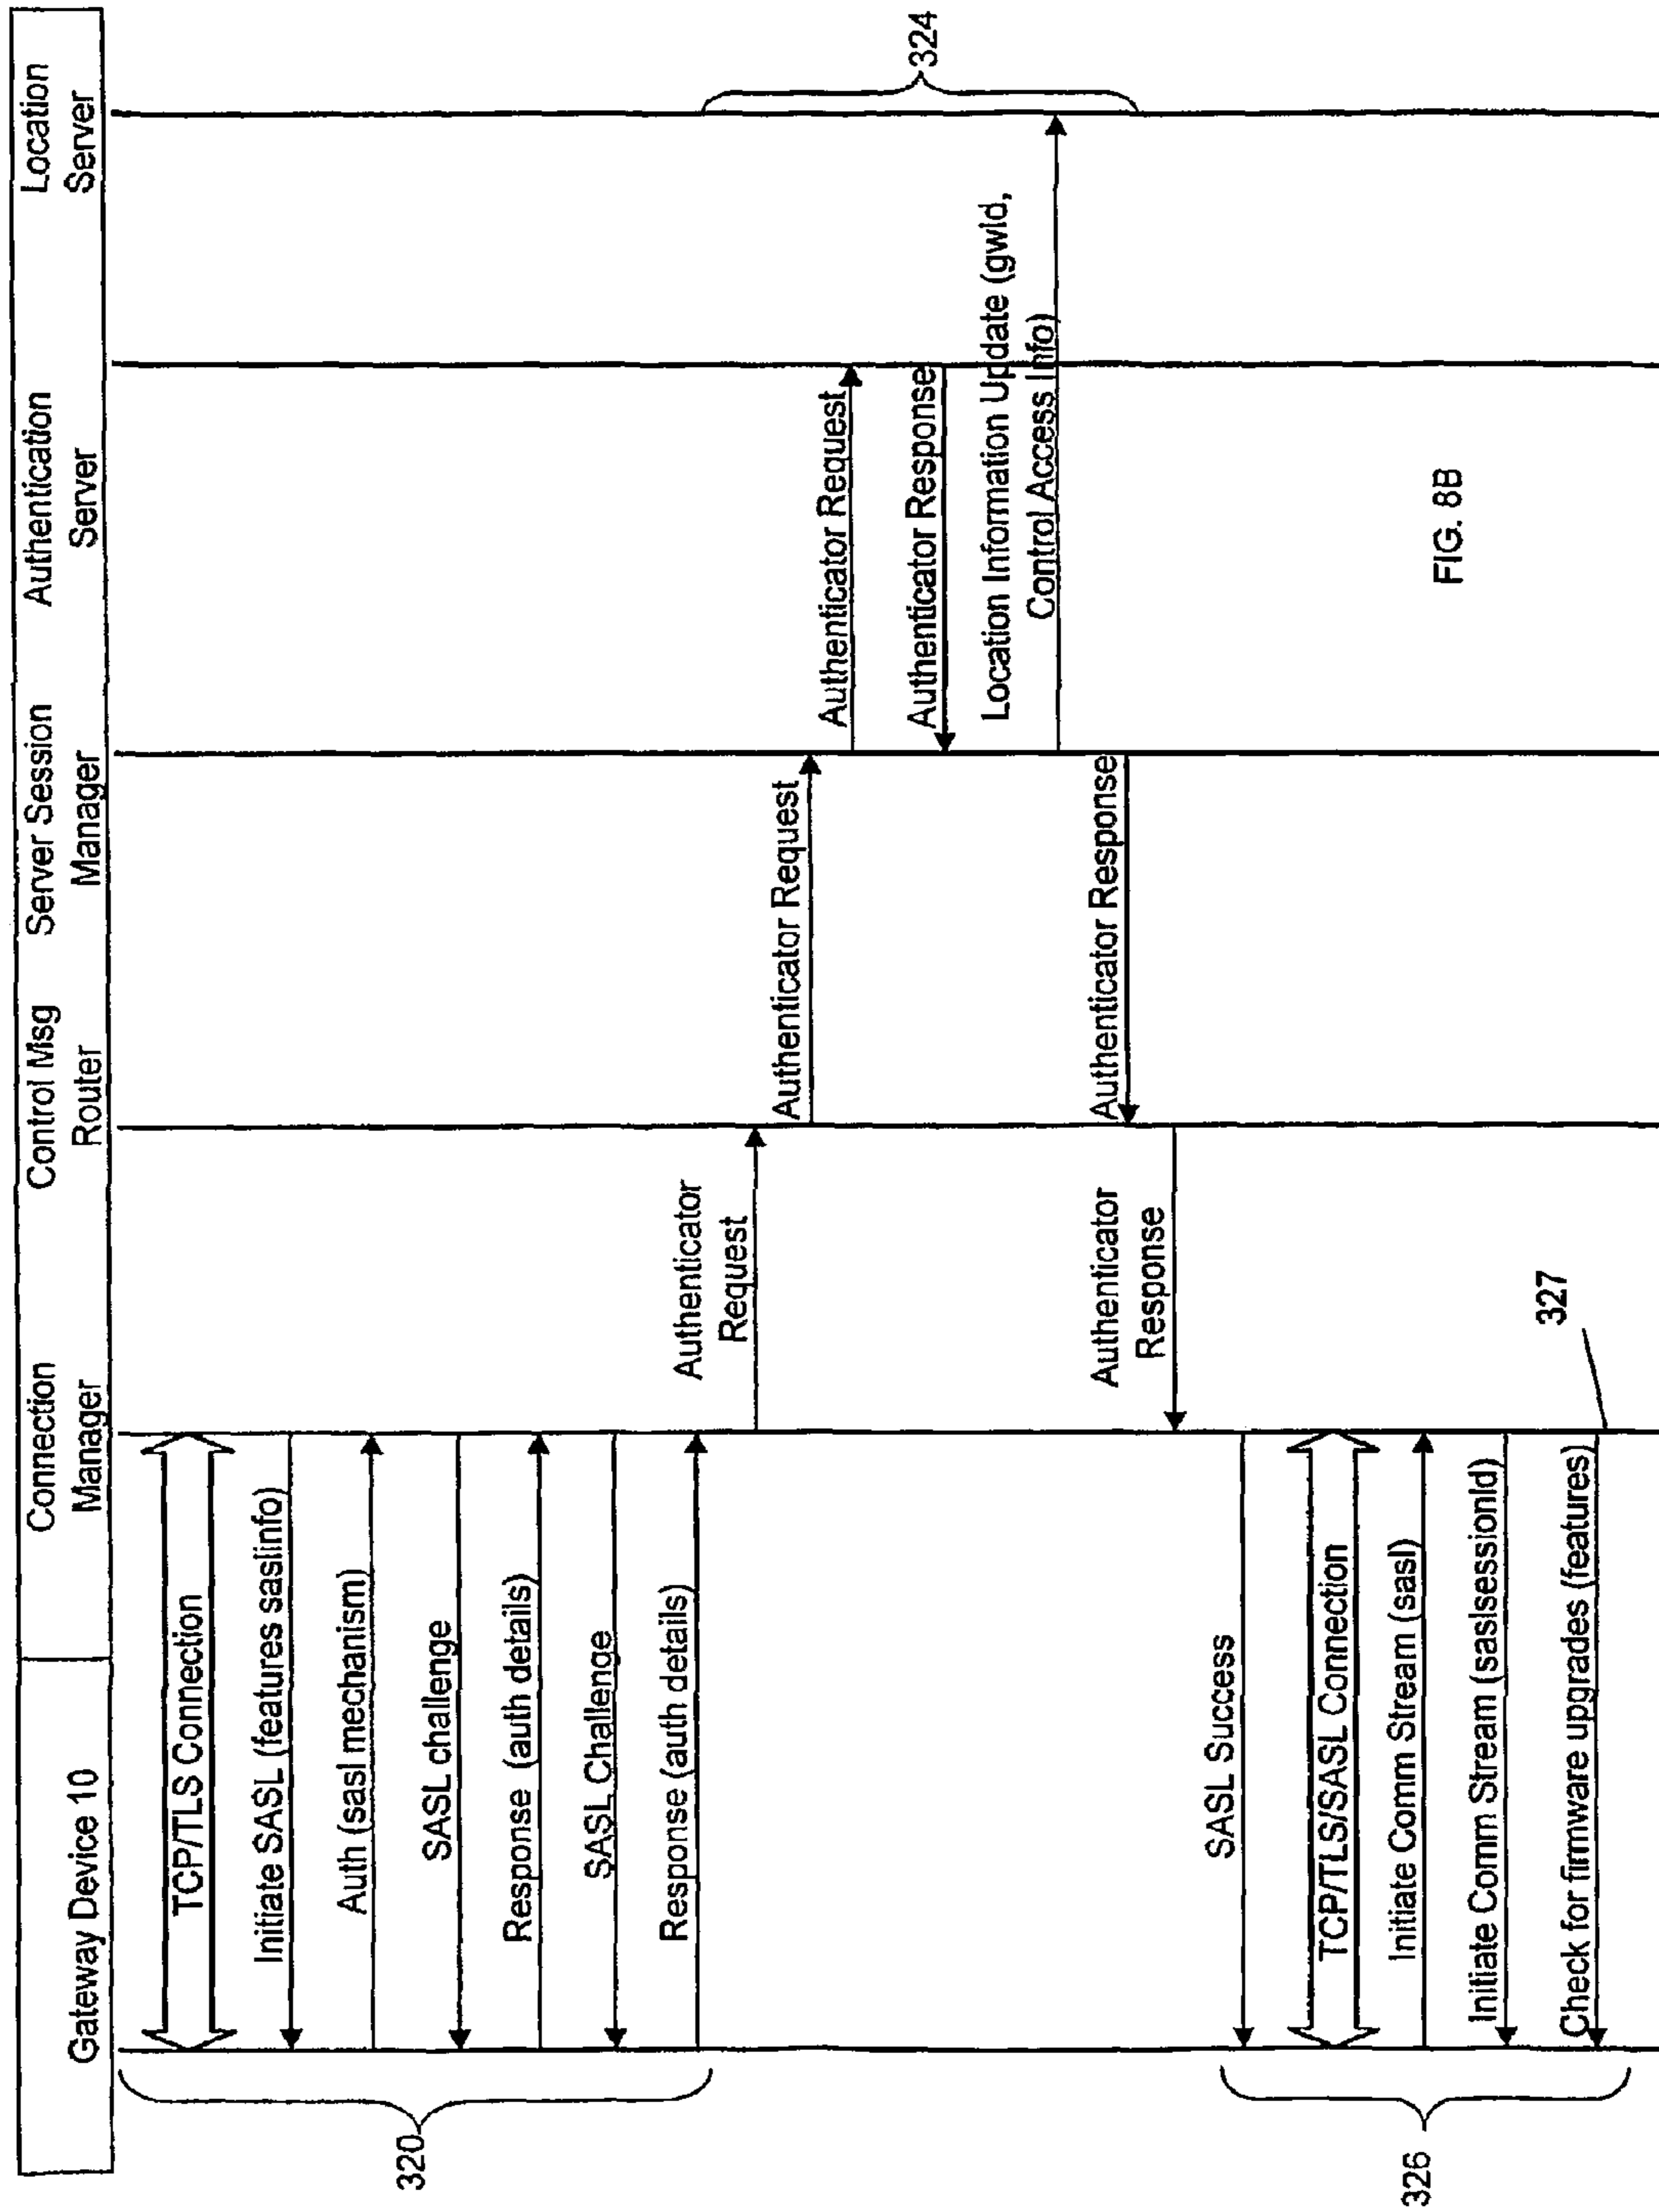 Gateway Device 10
Connection
Manager
Control Msg
Router
Server Session
Manager
Authentication
Server
Location
Server
TCP/TLS Connection
Initiate SASL (features saslinfo)
Auth (sasl mechanism)
SASL challenge
Response (auth details)
SASL Challenge
Response (auth details)
320
Authenticator
Request
Authenticator Request
Authenticator Request
Authenticator Response
Location Information Update (gwId,
Control Access Info)
324
Authenticator Response
Authenticator
Response
SASL Success
TCP/TLS/SASL Connection
Initiate Comm Stream (sasl)
Initiate Comm Stream (saslsessionId)
Check for firmware upgrades (features)
326
327
FIG. 8B